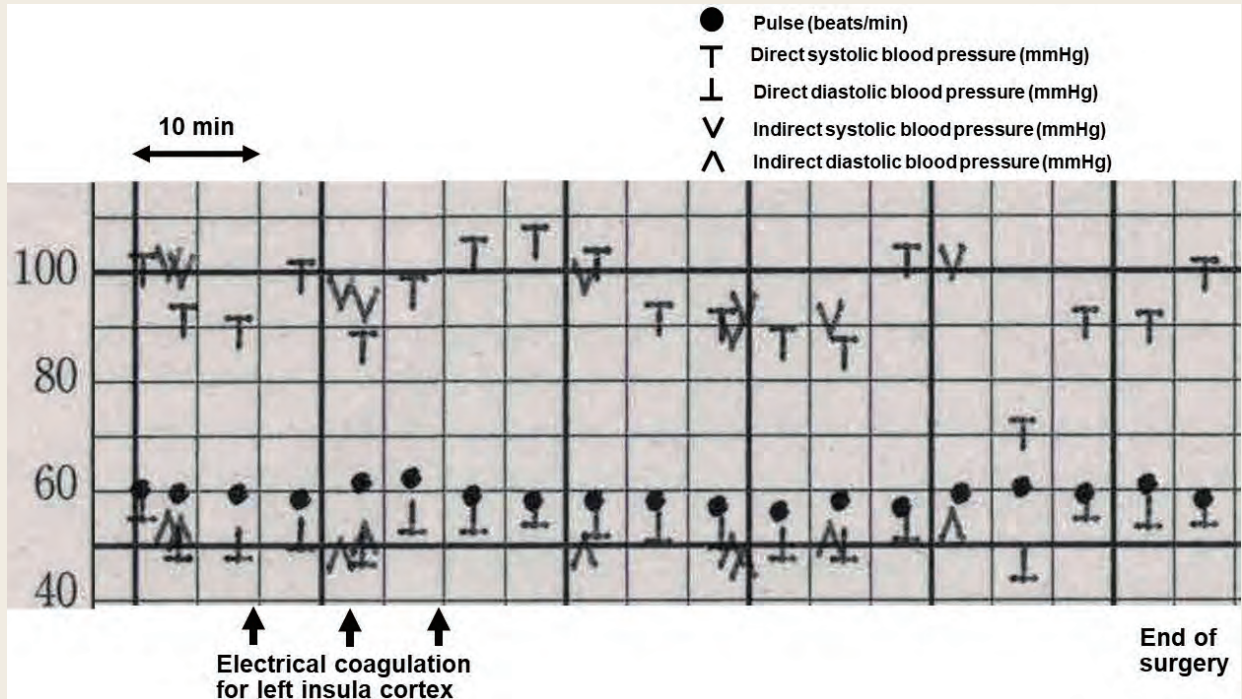 Pulse (beats/min)
Direct systolic blood pressure (mmHg)
Direct diastolic blood pressure (mmHg)
Indirect systolic blood pressure (mmHg)
Indirect diastolic blood pressure (mmHg)
10 min
100
80
60
40
Electrical coagulation
for left insula cortex
End of
surgery